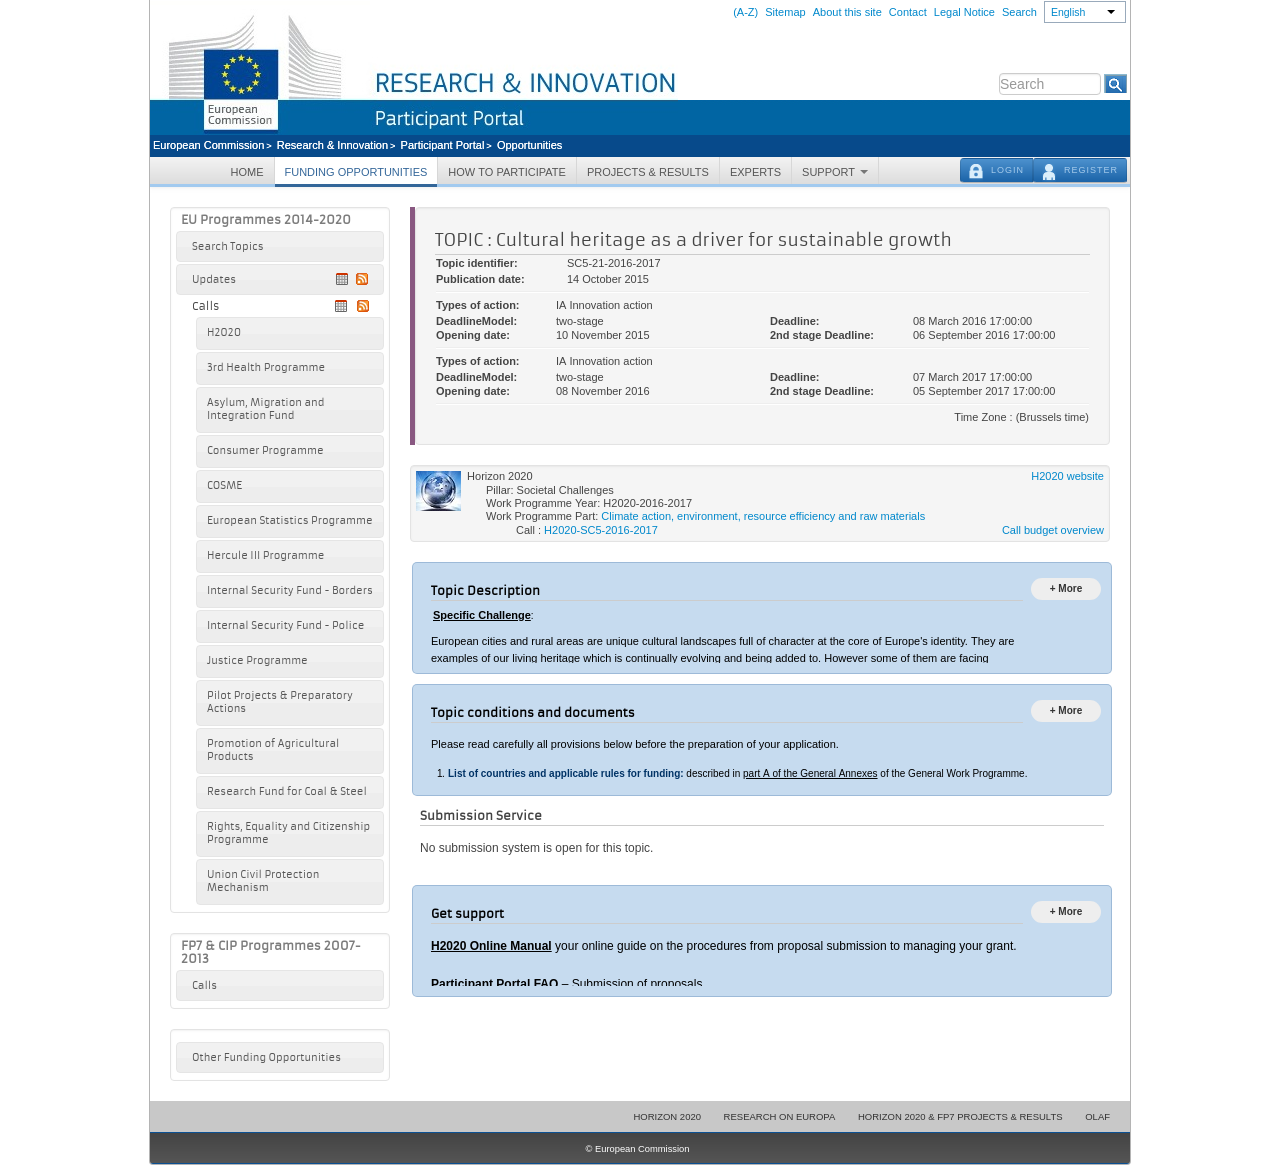 (A-Z) Sitemap About this site Contact Legal Notice Search English
RESEARCH & INNOVATION
Search
European
Commission
Participant Portal
European Commission > Research & Innovation > Participant Portal > Opportunities
HOME FUNDING OPPORTUNITIES HOW TO PARTICIPATE PROJECTS & RESULTS EXPERTS SUPPORT LOGIN REGISTER
EU Programmes 2014-2020
Search Topics
Updates
Calls
H2020
3rd Health Programme
Asylum, Migration and
Integration Fund
Consumer Programme
COSME
European Statistics Programme
Hercule III Programme
Internal Security Fund - Borders
Internal Security Fund - Police
Justice Programme
Pilot Projects & Preparatory
Actions
Promotion of Agricultural
Products
Research Fund for Coal & Steel
Rights, Equality and Citizenship
Programme
Union Civil Protection
Mechanism
FP7 & CIP Programmes 2007-
2013
Calls
Other Funding Opportunities
TOPIC : Cultural heritage as a driver for sustainable growth
Topic identifier: SC5-21-2016-2017
Publication date: 14 October 2015
Types of action: IA Innovation action
DeadlineModel: two-stage Deadline: 08 March 2016 17:00:00
Opening date: 10 November 2015 2nd stage Deadline: 06 September 2016 17:00:00
Types of action: IA Innovation action
DeadlineModel: two-stage Deadline: 07 March 2017 17:00:00
Opening date: 08 November 2016 2nd stage Deadline: 05 September 2017 17:00:00
Time Zone : (Brussels time)
Horizon 2020 H2020 website
Pillar: Societal Challenges
Work Programme Year: H2020-2016-2017
Work Programme Part: Climate action, environment, resource efficiency and raw materials
Call : H2020-SC5-2016-2017 Call budget overview
Topic Description + More
Specific Challenge:
European cities and rural areas are unique cultural landscapes full of character at the core of Europe's identity. They are
examples of our living heritage which is continually evolving and being added to. However some of them are facing
Topic conditions and documents + More
Please read carefully all provisions below before the preparation of your application.
1. List of countries and applicable rules for funding: described in part A of the General Annexes of the General Work Programme.
Submission Service
No submission system is open for this topic.
Get support + More
H2020 Online Manual your online guide on the procedures from proposal submission to managing your grant.
Participant Portal FAQ – Submission of proposals
HORIZON 2020 RESEARCH ON EUROPA HORIZON 2020 & FP7 PROJECTS & RESULTS OLAF
© European Commission